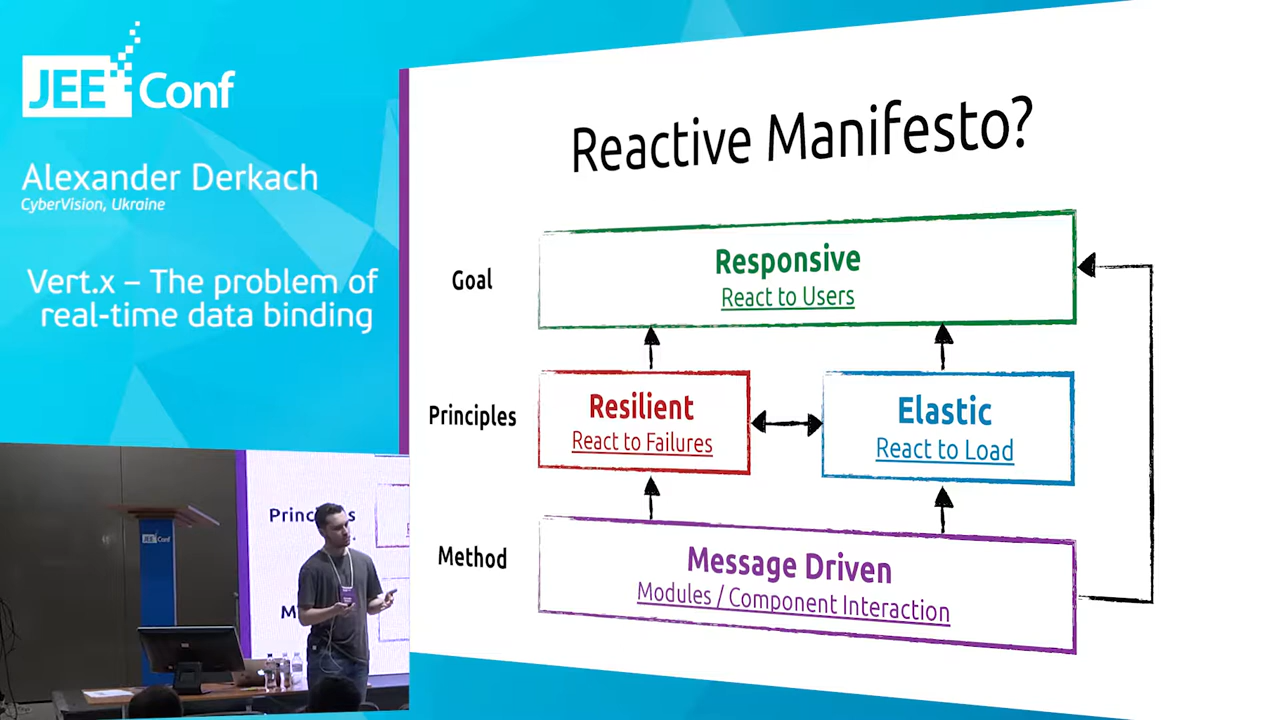 JEE Conf
Alexander Derkach
CyberVision, Ukraine
Vert.x – The problem of
real-time data binding
Reactive Manifesto?
Goal
Responsive
React to Users
Principles
Resilient
React to Failures
Elastic
React to Load
Method
Message Driven
Modules / Component Interaction
JEE Conf